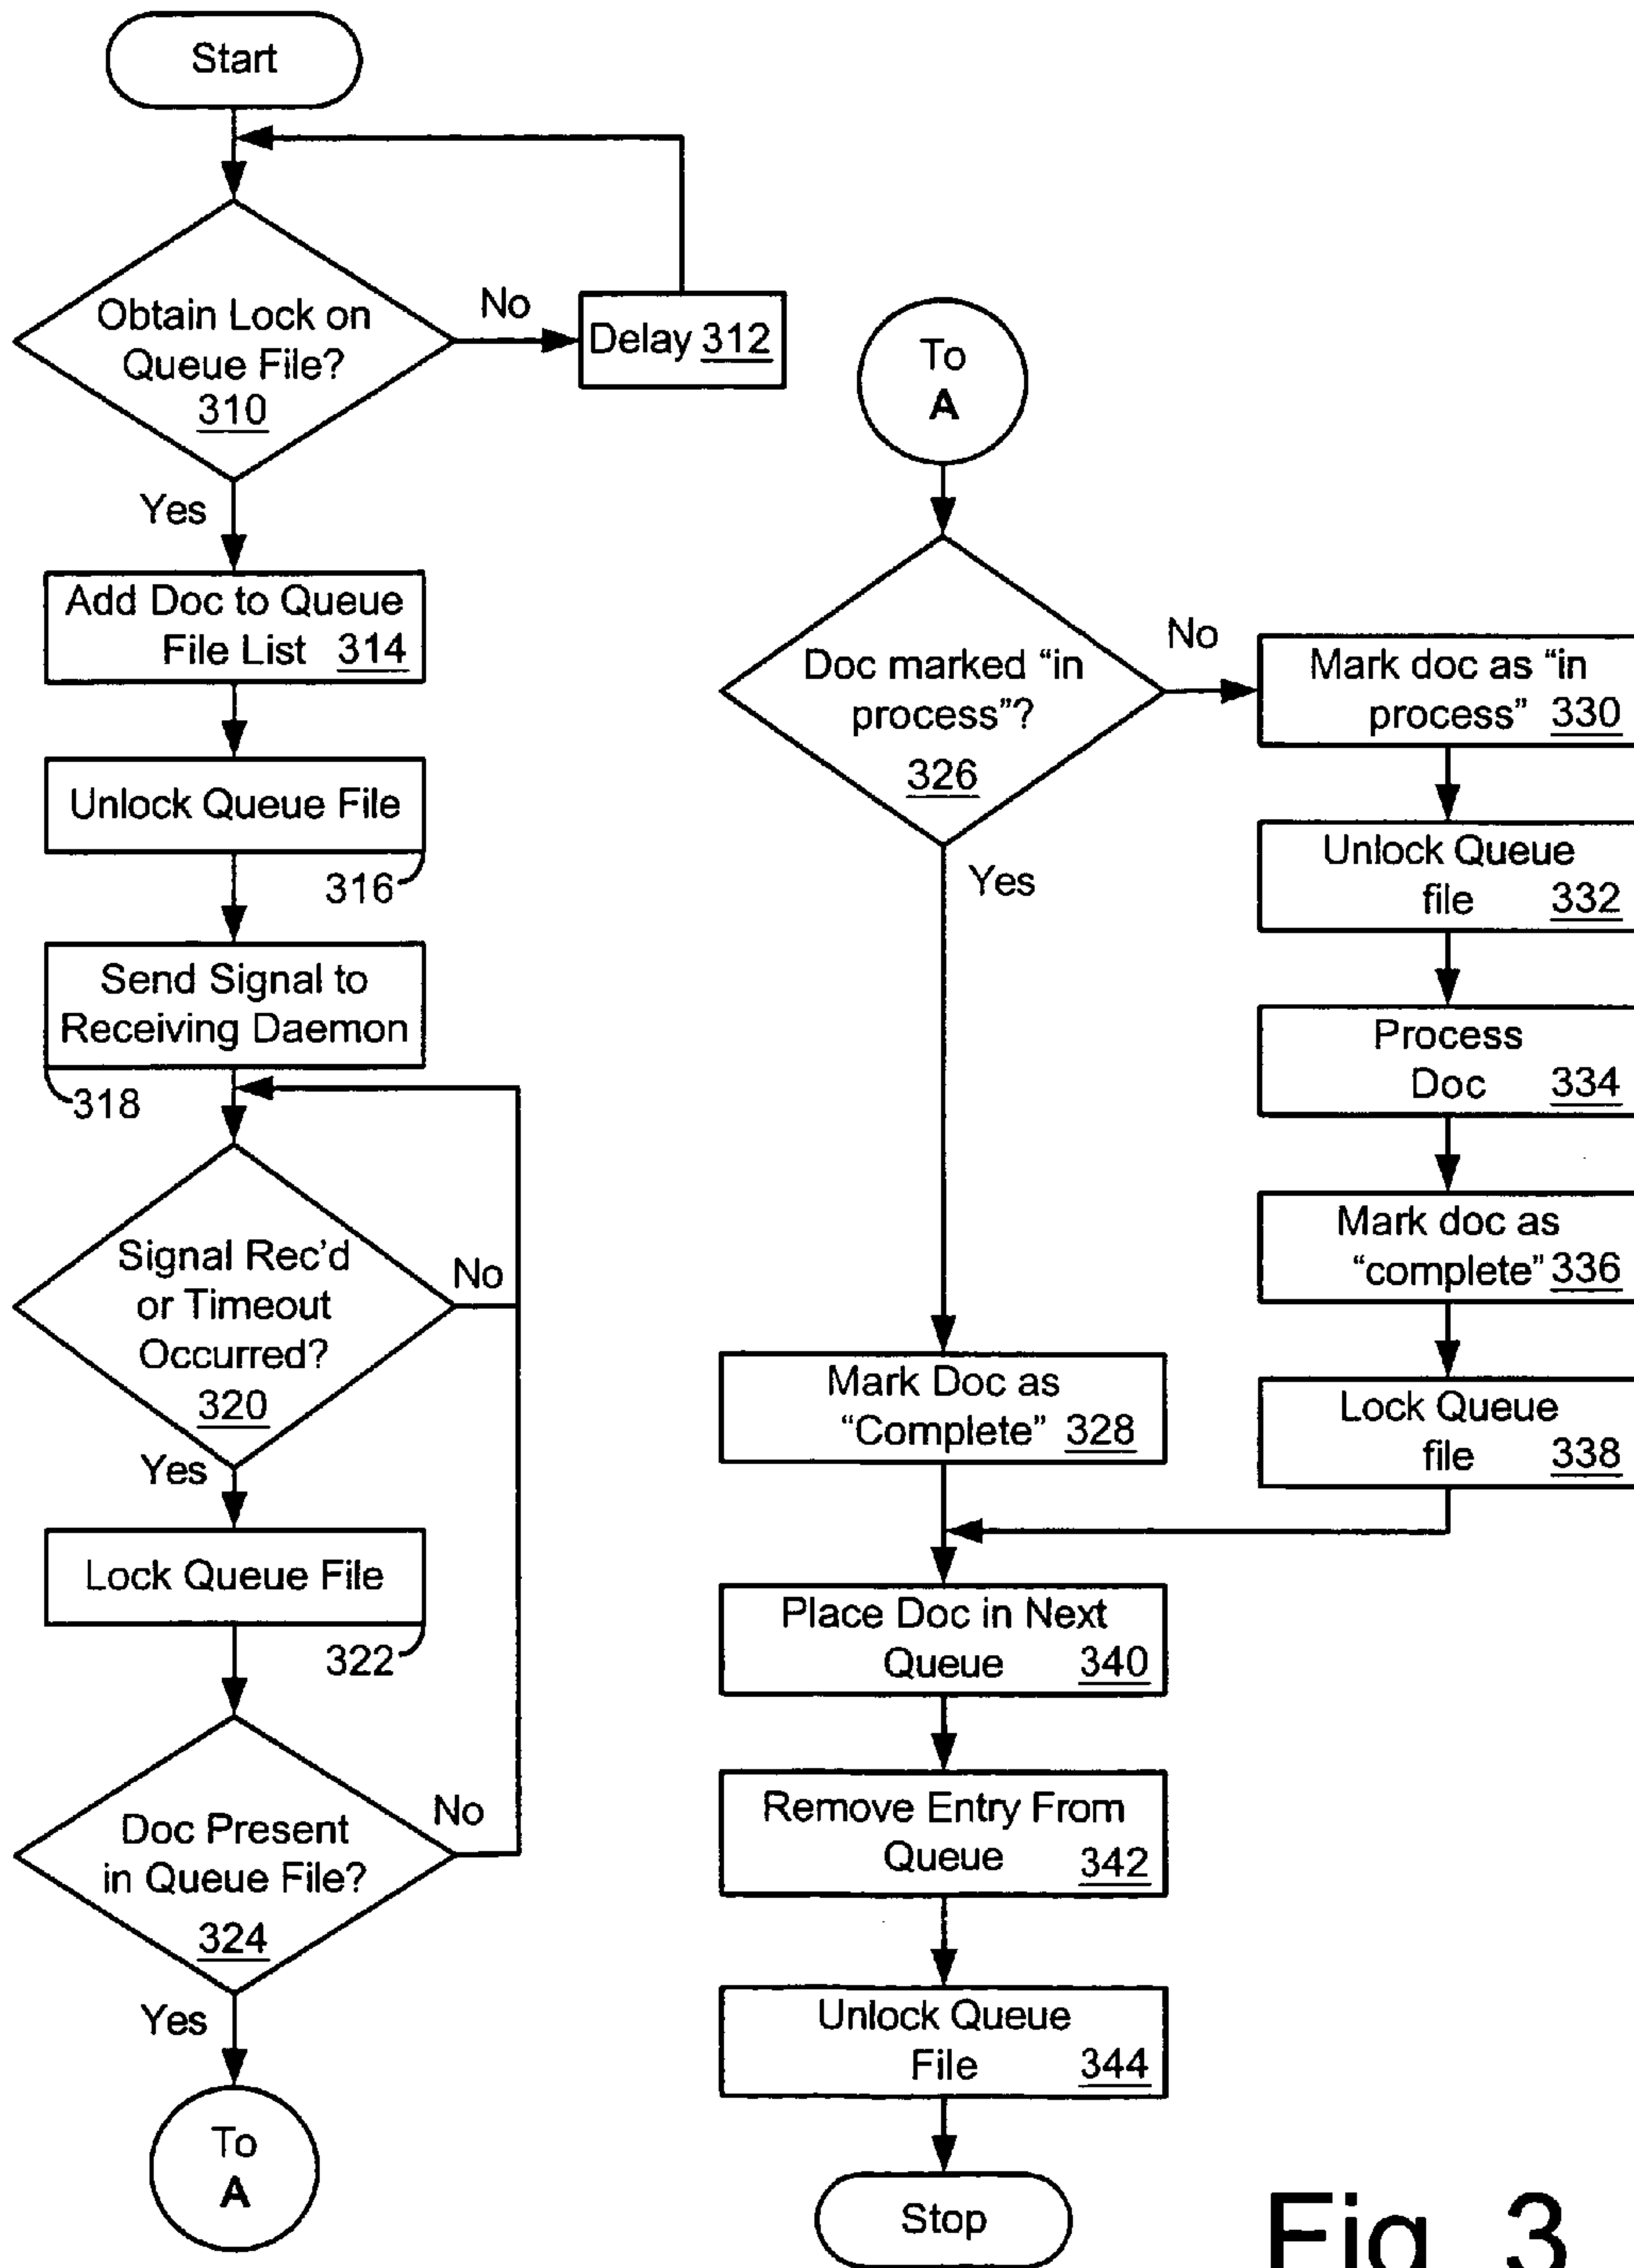 Start
Obtain Lock on
Queue File?
310
No
Delay 312
Yes
Add Doc to Queue
File List 314
Unlock Queue File
316
Send Signal to
Receiving Daemon
318
Signal Rec'd
or Timeout
Occurred?
320
No
Yes
Lock Queue File
322
Doc Present
in Queue File?
324
No
Yes
To
A
To
A
Doc marked “in
process”?
326
No
Yes
Mark doc as “in
process” 330
Unlock Queue
file 332
Process
Doc 334
Mark doc as
“complete” 336
Lock Queue
file 338
Mark Doc as
“Complete” 328
Place Doc in Next
Queue 340
Remove Entry From
Queue 342
Unlock Queue
File 344
Stop
Fig. 3